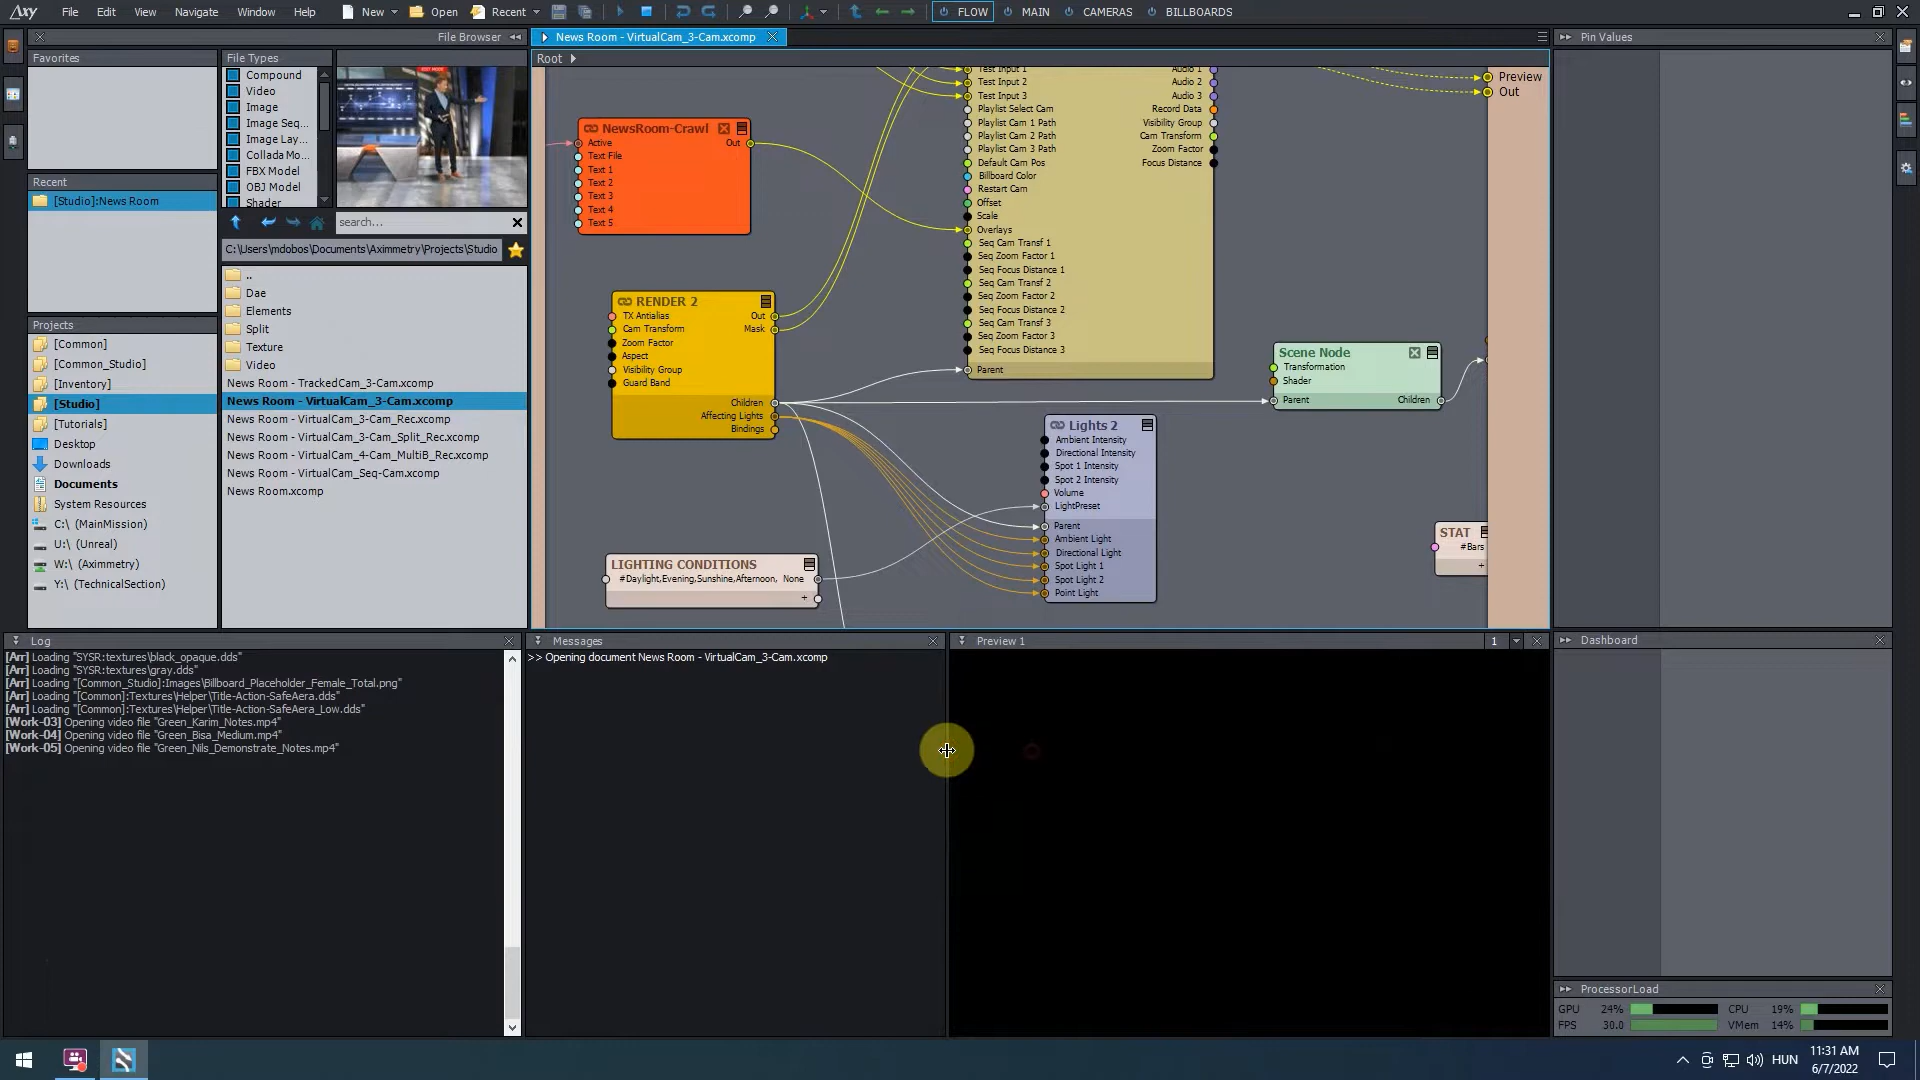 Axy File Edit View Navigate Window Help New Open Recent FLOW MAIN CAMERAS BILLBOARDS
File Browser
Favorites
Recent
[Studio]:News Room
Projects
[Common]
[Common_Studio]
[Inventory]
[Studio]
[Tutorials]
Desktop
Downloads
Documents
System Resources
C:\ (MainMission)
U:\ (Unreal)
W:\ (Aximmetry)
Y:\ (TechnicalSection)
File Types
Compound
Video
Image
Image Seq...
Image Lay...
Collada Mo...
FBX Model
OBJ Model
Shader
search...
C:\Users\mdobos\Documents\Aximmetry\Projects\Studio
..
Dae
Elements
Split
Texture
Video
News Room - TrackedCam_3-Cam.xcomp
News Room - VirtualCam_3-Cam.xcomp
News Room - VirtualCam_3-Cam_Rec.xcomp
News Room - VirtualCam_3-Cam_Split_Rec.xcomp
News Room - VirtualCam_4-Cam_MultiB_Rec.xcomp
News Room - VirtualCam_Seq-Cam.xcomp
News Room.xcomp
News Room - VirtualCam_3-Cam.xcomp
Root
NewsRoom-Crawl
Active Out
Text File
Text 1
Text 2
Text 3
Text 4
Text 5
RENDER 2
TX Antialias Out
Cam Transform Mask
Zoom Factor
Aspect
Visibility Group
Guard Band
Children
Affecting Lights
Bindings
LIGHTING CONDITIONS
#Daylight,Evening,Sunshine,Afternoon, None
+
Test Input 1 Audio 1
Test Input 2 Audio 2
Test Input 3 Audio 3
Playlist Select Cam Record Data
Playlist Cam 1 Path Visibility Group
Playlist Cam 2 Path Cam Transform
Playlist Cam 3 Path Zoom Factor
Default Cam Pos Focus Distance
Billboard Color
Restart Cam
Offset
Scale
Overlays
Seq Cam Transf 1
Seq Zoom Factor 1
Seq Focus Distance 1
Seq Cam Transf 2
Seq Zoom Factor 2
Seq Focus Distance 2
Seq Cam Transf 3
Seq Zoom Factor 3
Seq Focus Distance 3
Parent
Lights 2
Ambient Intensity
Directional Intensity
Spot 1 Intensity
Spot 2 Intensity
Volume
LightPreset
Parent
Ambient Light
Directional Light
Spot Light 1
Spot Light 2
Point Light
Scene Node
Transformation
Shader
Parent Children
STAT
#Bars
+
Preview
Out
Pin Values
Log
[Arr] Loading "SYSR:textures\black_opaque.dds"
[Arr] Loading "SYSR:textures\gray.dds"
[Arr] Loading "[Common_Studio]:Images\Billboard_Placeholder_Female_Total.png"
[Arr] Loading "[Common]:Textures\Helper\Title-Action-SafeAera.dds"
[Arr] Loading "[Common]:Textures\Helper\Title-Action-SafeAera_Low.dds"
[Work-03] Opening video file "Green_Karim_Notes.mp4"
[Work-04] Opening video file "Green_Bisa_Medium.mp4"
[Work-05] Opening video file "Green_Nils_Demonstrate_Notes.mp4"
Messages
>> Opening document News Room - VirtualCam_3-Cam.xcomp
Preview 1 1
Dashboard
ProcessorLoad
GPU 24% CPU 19%
FPS 30.0 VMem 14%
HUN 11:31 AM
6/7/2022